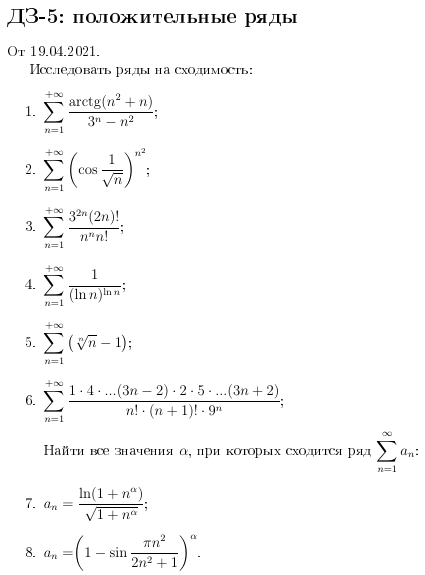 ДЗ-5: положительные ряды
От 19.04.2021.
Исследовать ряды на сходимость:
1. $\sum_{n=1}^{+\infty} \frac{\operatorname{arctg}(n^2+n)}{3^n-n^2}$;
2. $\sum_{n=1}^{+\infty} \left(\cos\frac{1}{\sqrt{n}}\right)^{n^2}$;
3. $\sum_{n=1}^{+\infty} \frac{3^{2n}(2n)!}{n^n n!}$;
4. $\sum_{n=1}^{+\infty} \frac{1}{(\ln n)^{\ln n}}$;
5. $\sum_{n=1}^{+\infty} \left(\sqrt[n]{n}-1\right)$;
6. $\sum_{n=1}^{+\infty} \frac{1\cdot 4\cdot \ldots(3n-2)\cdot 2\cdot 5\cdot \ldots(3n+2)}{n!\cdot(n+1)!\cdot 9^n}$;
Найти все значения $\alpha$, при которых сходится ряд $\sum_{n=1}^{\infty} a_n$:
7. $a_n = \frac{\ln(1+n^\alpha)}{\sqrt{1+n^\alpha}}$;
8. $a_n = \left(1-\sin\frac{\pi n^2}{2n^2+1}\right)^\alpha$.